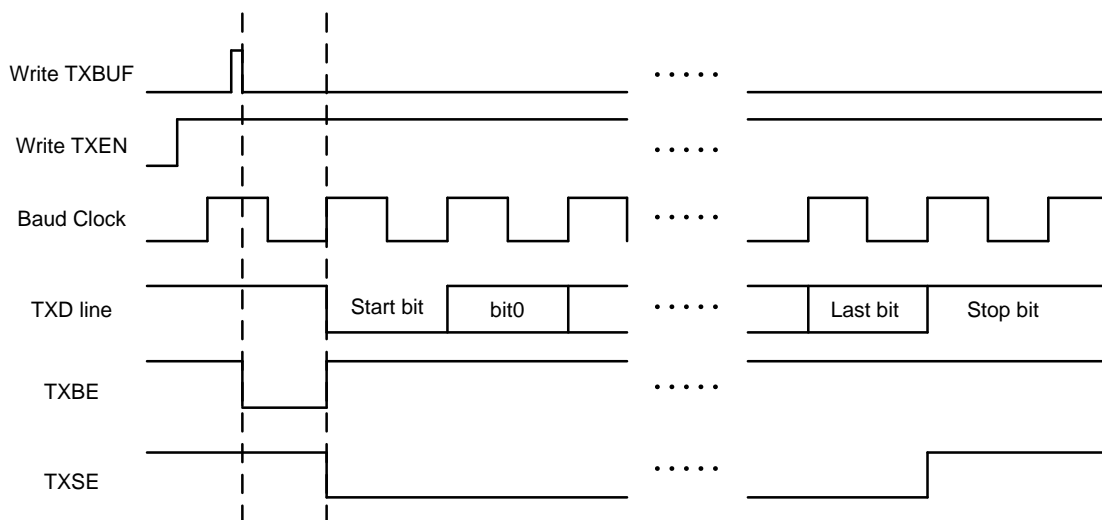 Write TXBUF
Write TXEN
Baud Clock
TXD line Start bit bit0 Last bit Stop bit
TXBE
TXSE